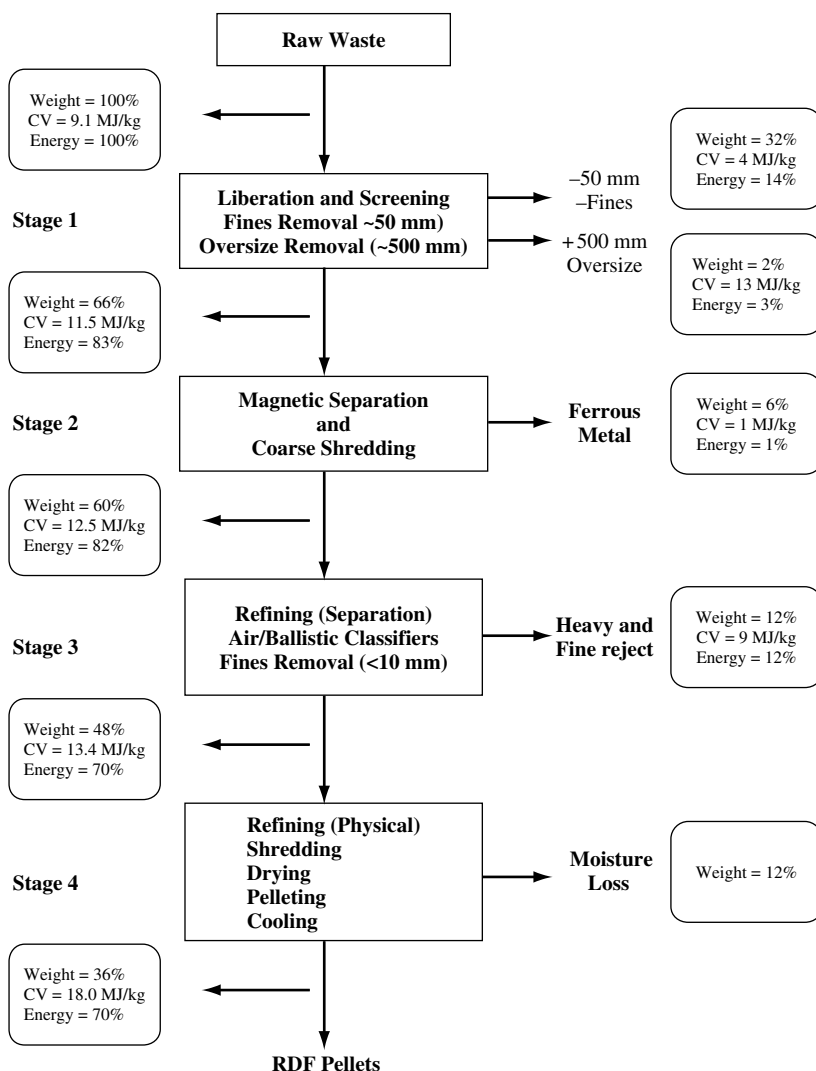 Raw Waste
Weight = 100%
CV = 9.1 MJ/kg
Energy = 100%
Stage 1
Liberation and Screening
Fines Removal ~50 mm)
Oversize Removal (~500 mm)
–50 mm
–Fines
Weight = 32%
CV = 4 MJ/kg
Energy = 14%
+500 mm
Oversize
Weight = 2%
CV = 13 MJ/kg
Energy = 3%
Weight = 66%
CV = 11.5 MJ/kg
Energy = 83%
Stage 2
Magnetic Separation
and
Coarse Shredding
Ferrous
Metal
Weight = 6%
CV = 1 MJ/kg
Energy = 1%
Weight = 60%
CV = 12.5 MJ/kg
Energy = 82%
Stage 3
Refining (Separation)
Air/Ballistic Classifiers
Fines Removal (<10 mm)
Heavy and
Fine reject
Weight = 12%
CV = 9 MJ/kg
Energy = 12%
Weight = 48%
CV = 13.4 MJ/kg
Energy = 70%
Stage 4
Refining (Physical)
Shredding
Drying
Pelleting
Cooling
Moisture
Loss
Weight = 12%
Weight = 36%
CV = 18.0 MJ/kg
Energy = 70%
RDF Pellets